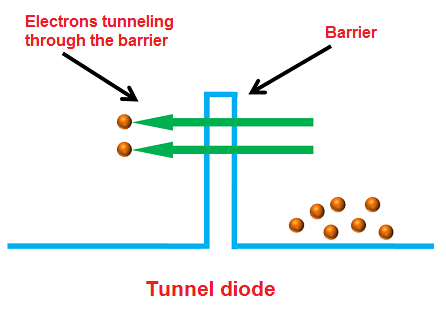 Electrons tunneling
through the barrier
Barrier
Tunnel diode